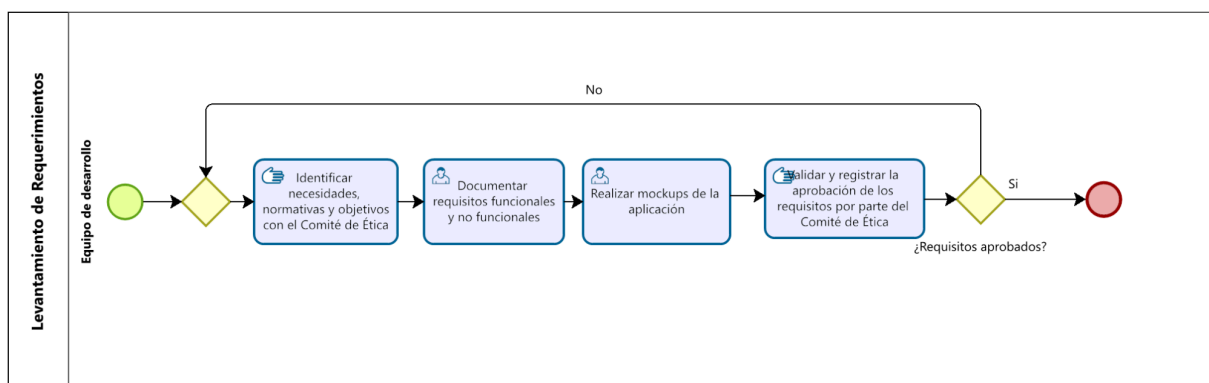 Levantamiento de Requerimientos
Equipo de desarrollo
No
Identificar
necesidades,
normativas y objetivos
con el Comité de Ética
Documentar
requisitos funcionales
y no funcionales
Realizar mockups de la
aplicación
Validar y registrar la
aprobación de los
requisitos por parte del
Comité de Ética
Si
¿Requisitos aprobados?